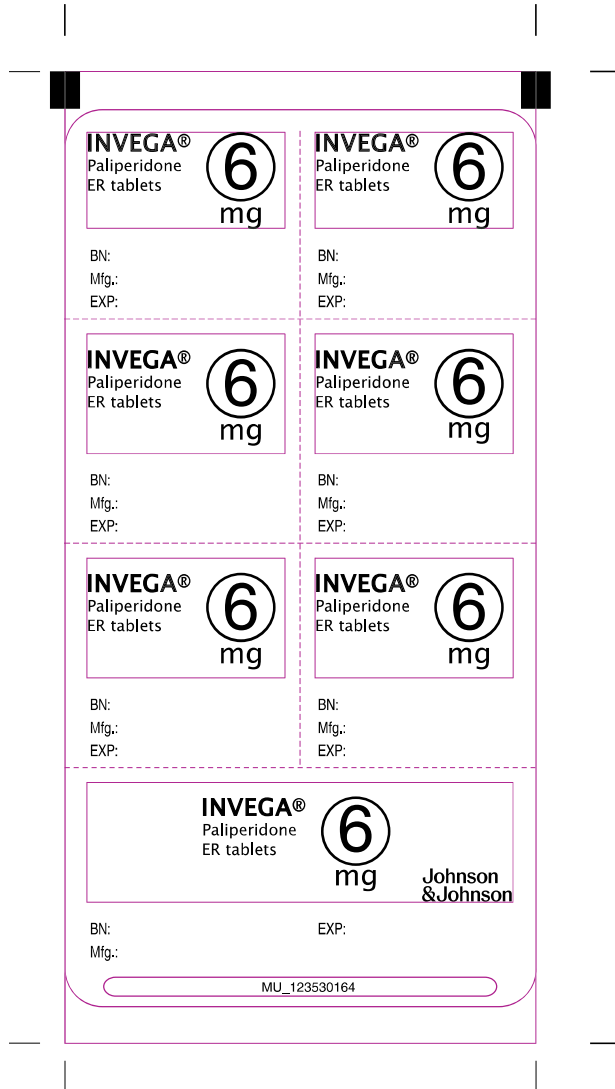 INVEGA®
Paliperidone
ER tablets
6
mg
BN:
Mfg.:
EXP:
INVEGA®
Paliperidone
ER tablets
6
mg
BN:
Mfg.:
EXP:
INVEGA®
Paliperidone
ER tablets
6
mg
BN:
Mfg.:
EXP:
INVEGA®
Paliperidone
ER tablets
6
mg
BN:
Mfg.:
EXP:
INVEGA®
Paliperidone
ER tablets
6
mg
BN:
Mfg.:
EXP:
INVEGA®
Paliperidone
ER tablets
6
mg
BN:
Mfg.:
EXP:
INVEGA®
Paliperidone
ER tablets
6
mg
Johnson
&Johnson
BN:
EXP:
Mfg.:
MU_123530164